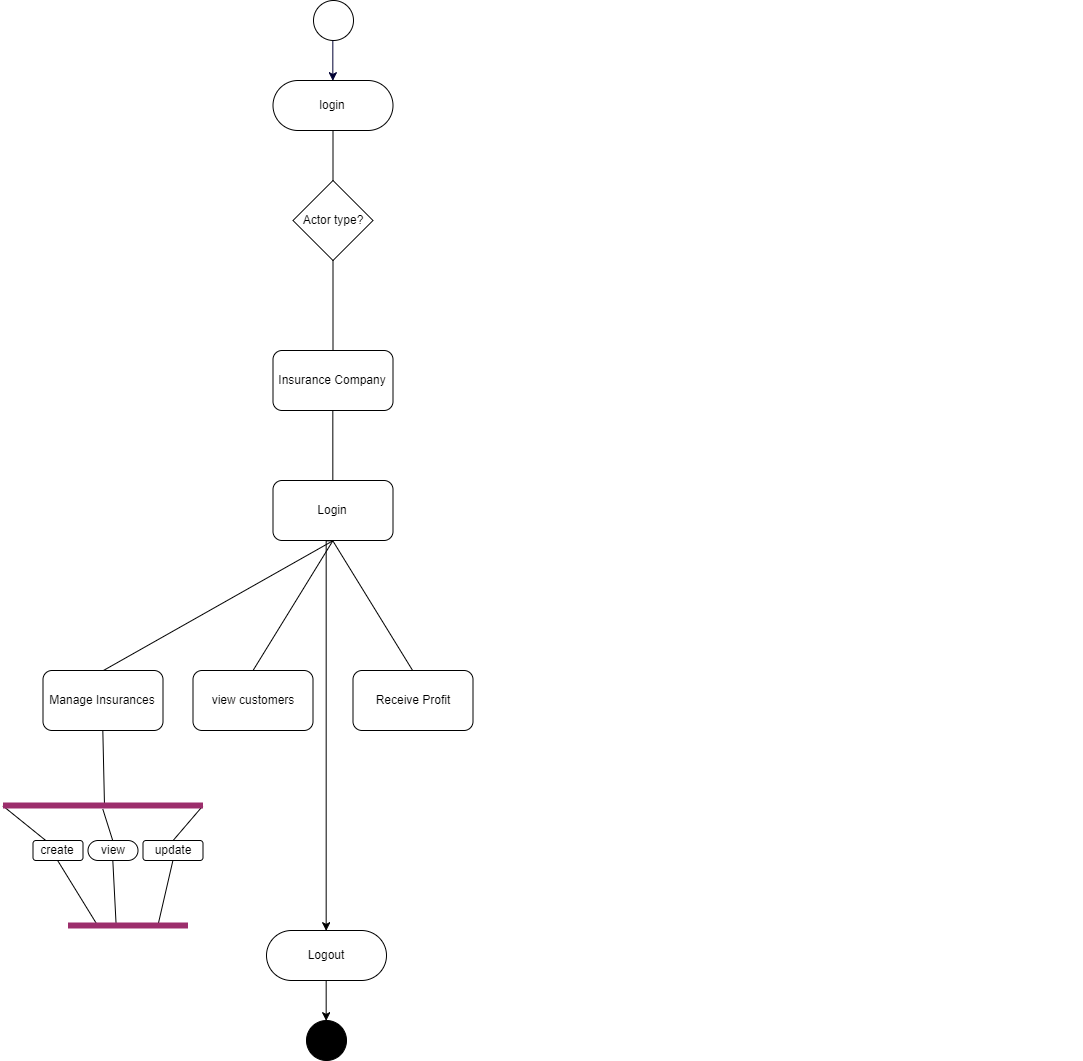 login
Actor type?
Insurance Company
Login
Manage Insurances
view customers
Receive Profit
create
view
update
Logout